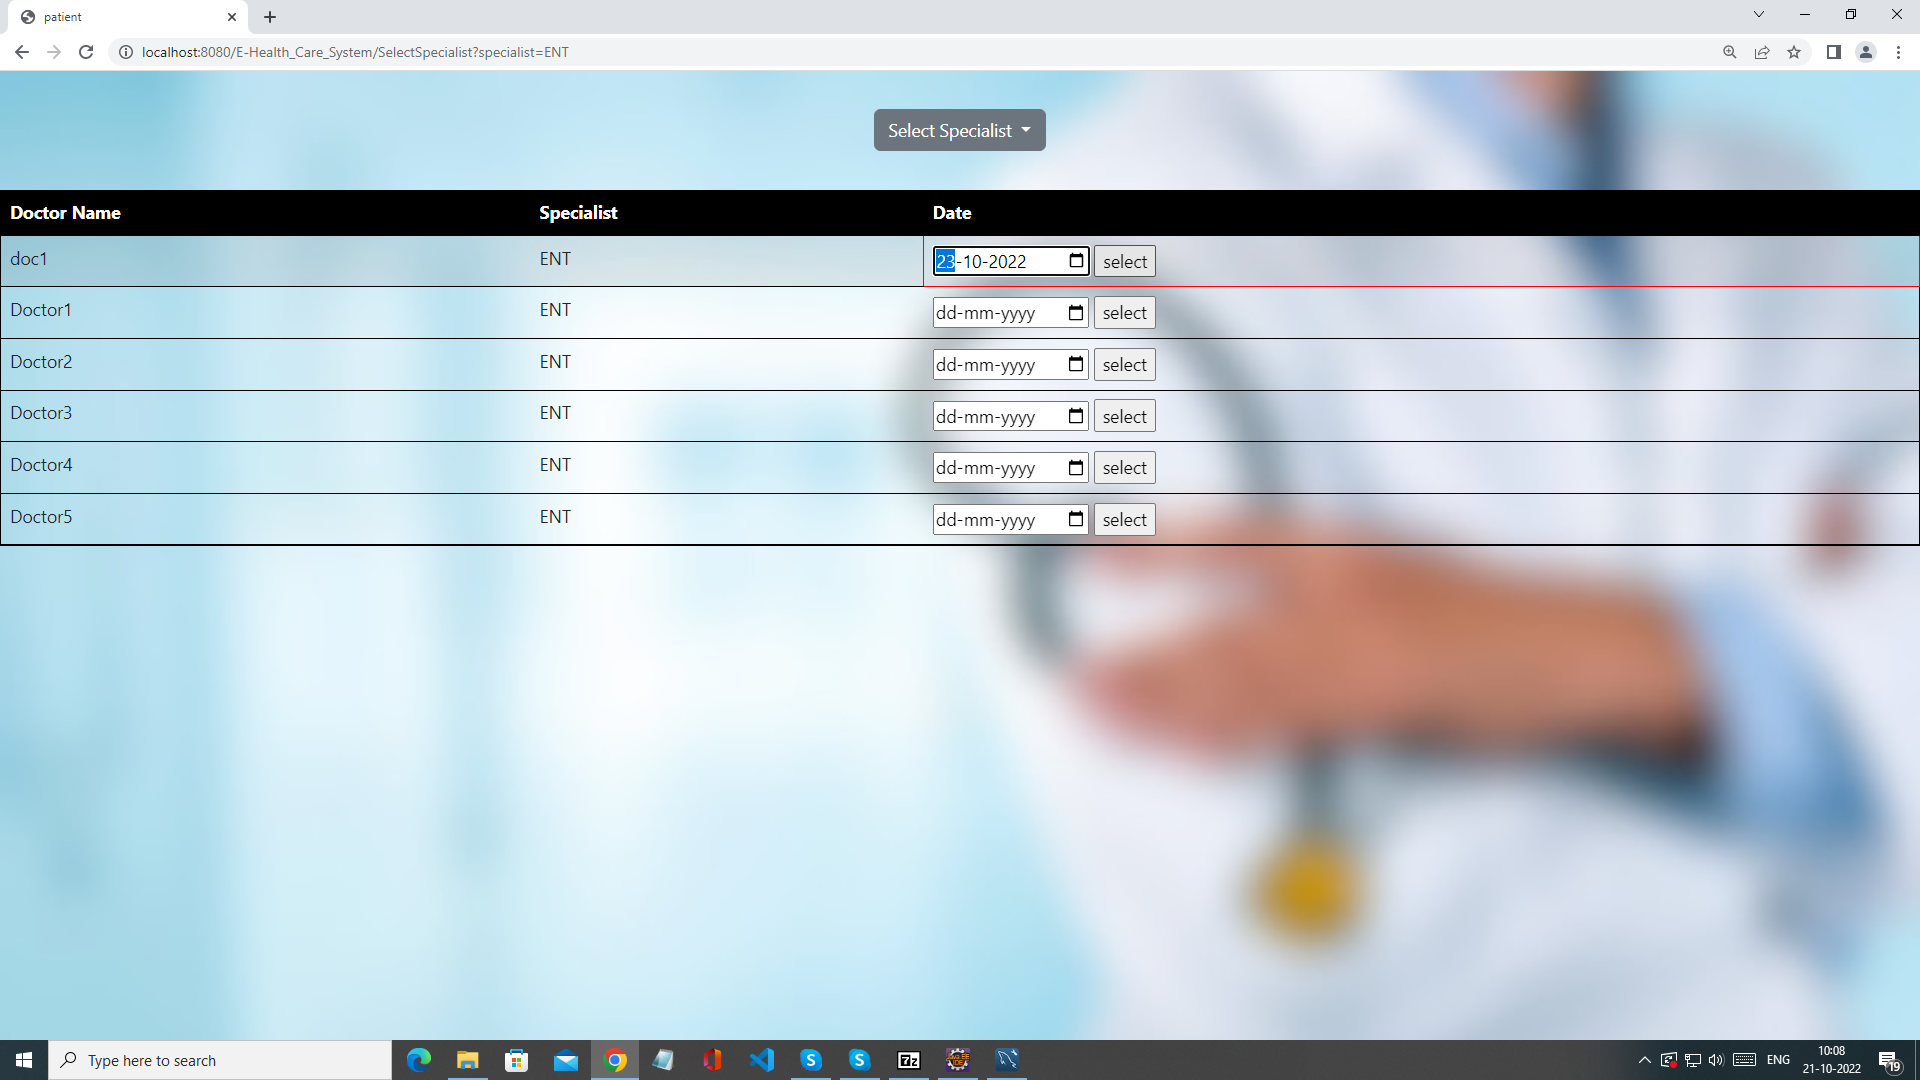 patient
localhost:8080/E-Health_Care_System/SelectSpecialist?specialist=ENT
Select Specialist
Doctor Name Specialist Date
doc1 ENT 23-10-2022 select
Doctor1 ENT dd-mm-yyyy select
Doctor2 ENT dd-mm-yyyy select
Doctor3 ENT dd-mm-yyyy select
Doctor4 ENT dd-mm-yyyy select
Doctor5 ENT dd-mm-yyyy select
Type here to search
S S 7z
ENG
10:08
21-10-2022
19